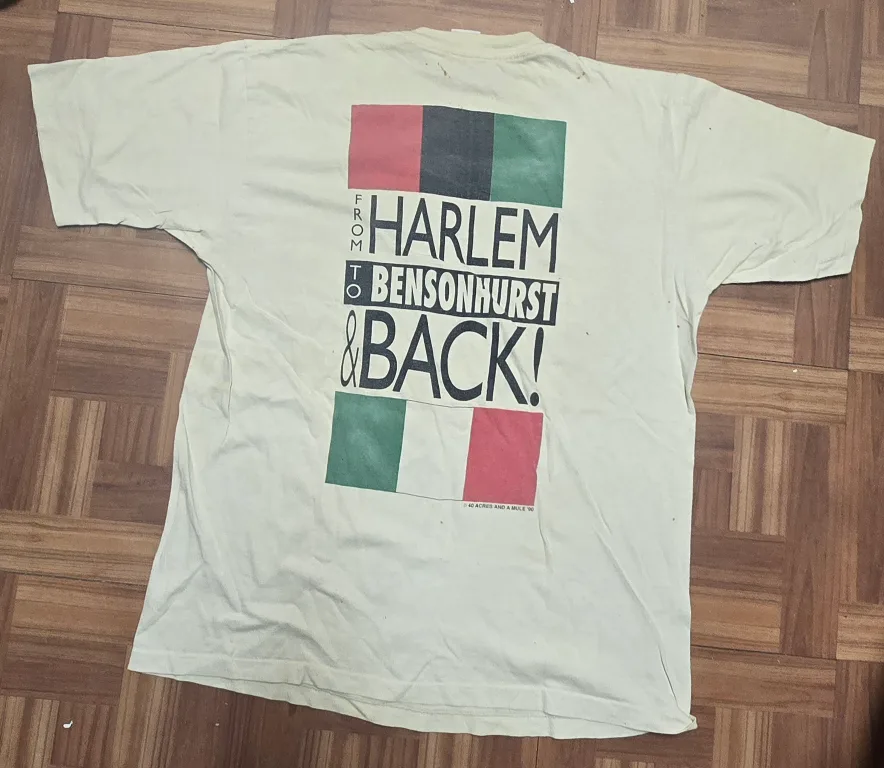 FROM HARLEM
TO BENSONHURST
& BACK!
© 40 ACRES AND A MULE '90